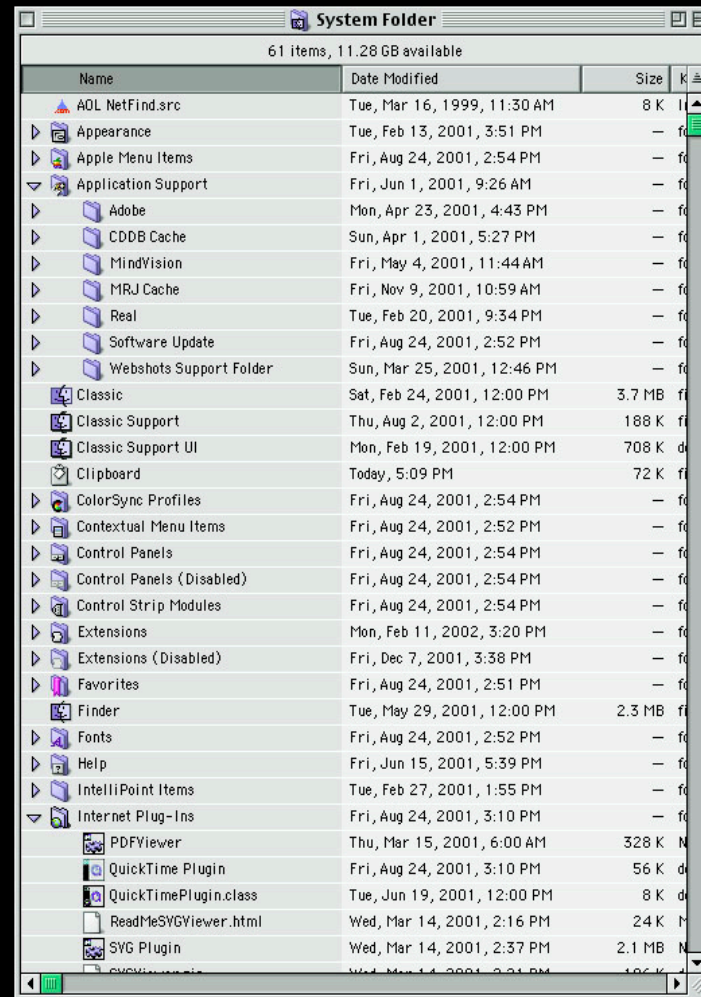 System Folder
61 items, 11.28 GB available
Name Date Modified Size
AOL NetFind.src Tue, Mar 16, 1999, 11:30 AM 8 K
Appearance Tue, Feb 13, 2001, 3:51 PM –
Apple Menu Items Fri, Aug 24, 2001, 2:54 PM –
Application Support Fri, Jun 1, 2001, 9:26 AM –
Adobe Mon, Apr 23, 2001, 4:43 PM –
CDDB Cache Sun, Apr 1, 2001, 5:27 PM –
MindVision Fri, May 4, 2001, 11:44 AM –
MRJ Cache Fri, Nov 9, 2001, 10:59 AM –
Real Tue, Feb 20, 2001, 9:34 PM –
Software Update Fri, Aug 24, 2001, 2:52 PM –
Webshots Support Folder Sun, Mar 25, 2001, 12:46 PM –
Classic Sat, Feb 24, 2001, 12:00 PM 3.7 MB
Classic Support Thu, Aug 2, 2001, 12:00 PM 188 K
Classic Support UI Mon, Feb 19, 2001, 12:00 PM 708 K
Clipboard Today, 5:09 PM 72 K
ColorSync Profiles Fri, Aug 24, 2001, 2:54 PM –
Contextual Menu Items Fri, Aug 24, 2001, 2:52 PM –
Control Panels Fri, Aug 24, 2001, 2:54 PM –
Control Panels (Disabled) Fri, Aug 24, 2001, 2:54 PM –
Control Strip Modules Fri, Aug 24, 2001, 2:54 PM –
Extensions Mon, Feb 11, 2002, 3:20 PM –
Extensions (Disabled) Fri, Dec 7, 2001, 3:38 PM –
Favorites Fri, Aug 24, 2001, 2:51 PM –
Finder Tue, May 29, 2001, 12:00 PM 2.3 MB
Fonts Fri, Aug 24, 2001, 2:52 PM –
Help Fri, Jun 15, 2001, 5:39 PM –
IntelliPoint Items Tue, Feb 27, 2001, 1:55 PM –
Internet Plug-Ins Fri, Aug 24, 2001, 3:10 PM –
PDFViewer Thu, Mar 15, 2001, 6:00 AM 328 K
QuickTime Plugin Fri, Aug 24, 2001, 3:10 PM 56 K
QuickTimePlugin.class Tue, Jun 19, 2001, 12:00 PM 8 K
ReadMeSVGViewer.html Wed, Mar 14, 2001, 2:16 PM 24 K
SVG Plugin Wed, Mar 14, 2001, 2:37 PM 2.1 MB